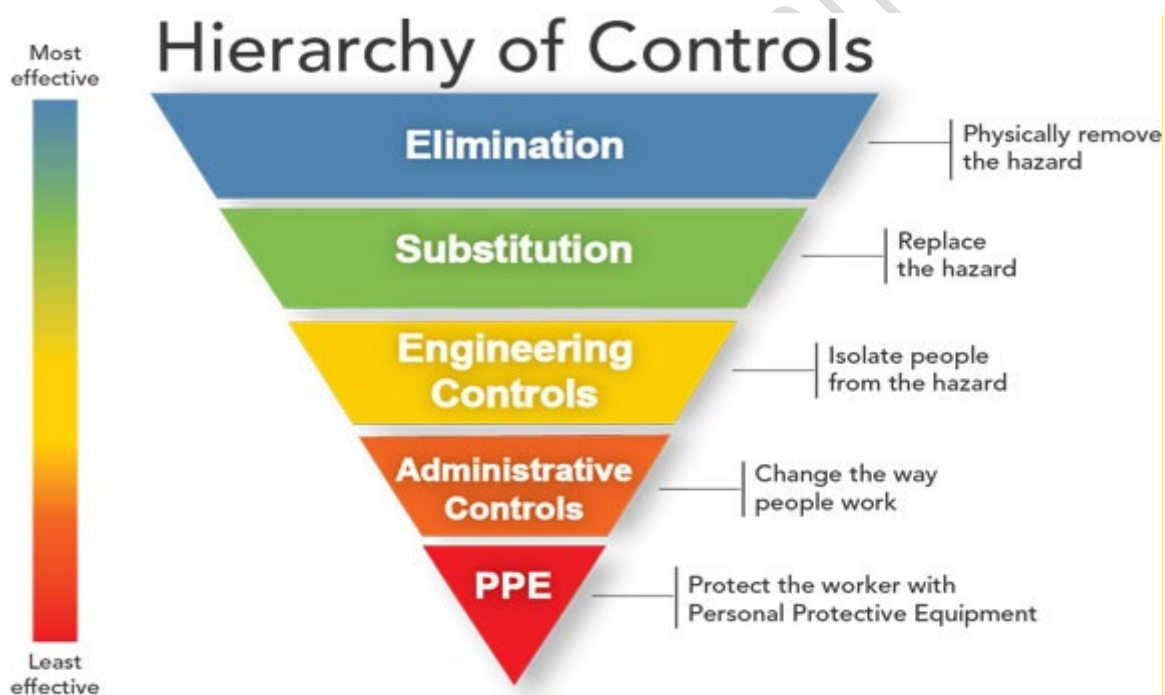 Hierarchy of Controls
Most
effective
Elimination
Physically remove
the hazard
Substitution
Replace
the hazard
Engineering
Controls
Isolate people
from the hazard
Administrative
Controls
Change the way
people work
PPE
Protect the worker with
Personal Protective Equipment
Least
effective